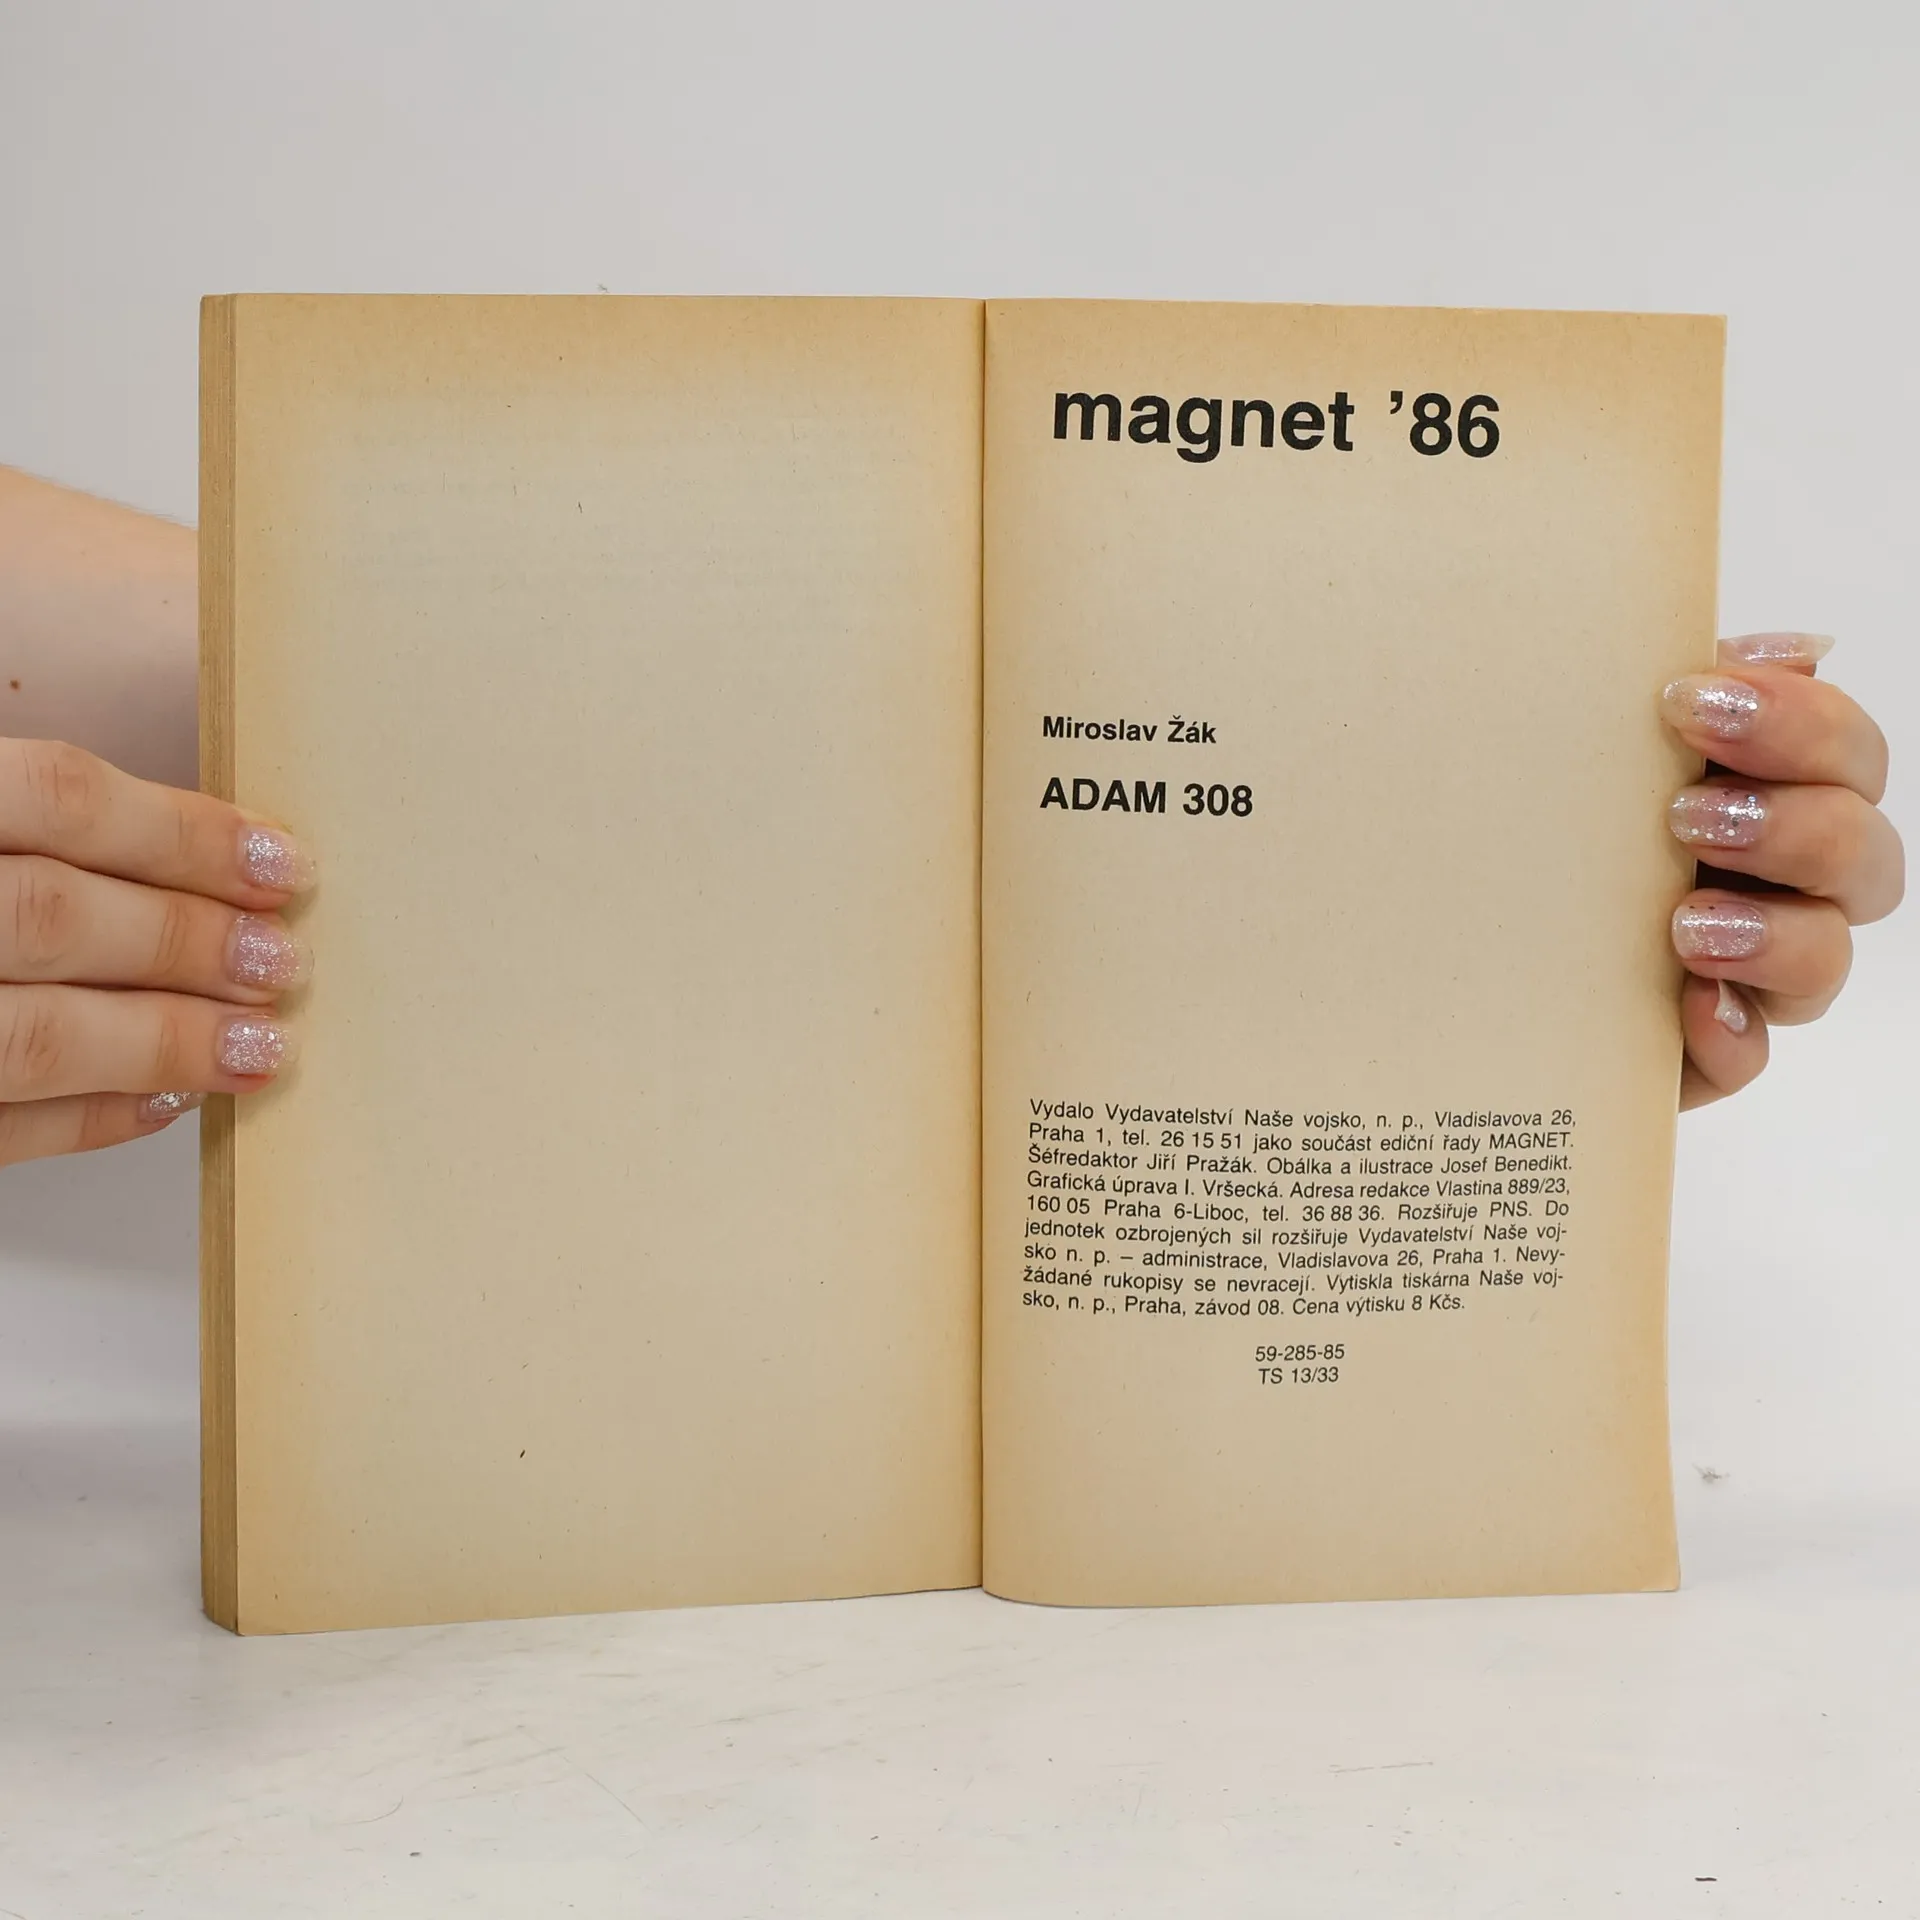 magnet ’86
Miroslav Žák
ADAM 308
Vydalo Vydavatelství Naše vojsko, n. p., Vladislavova 26,
Praha 1, tel. 26 15 51 jako součást ediční řady MAGNET.
Šéfredaktor Jiří Pražák. Obálka a ilustrace Josef Benedikt.
Grafická úprava I. Vršecká. Adresa redakce Vlastina 889/23,
160 05 Praha 6-Liboc, tel. 36 88 36. Rozšiřuje PNS. Do
jednotek ozbrojených sil rozšiřuje Vydavatelství Naše voj-
sko n. p. – administrace, Vladislavova 26, Praha 1. Nevy-
žádané rukopisy se nevracejí. Vytiskla tiskárna Naše voj-
sko, n. p., Praha, závod 08. Cena výtisku 8 Kčs.
59-285-85
TS 13/33